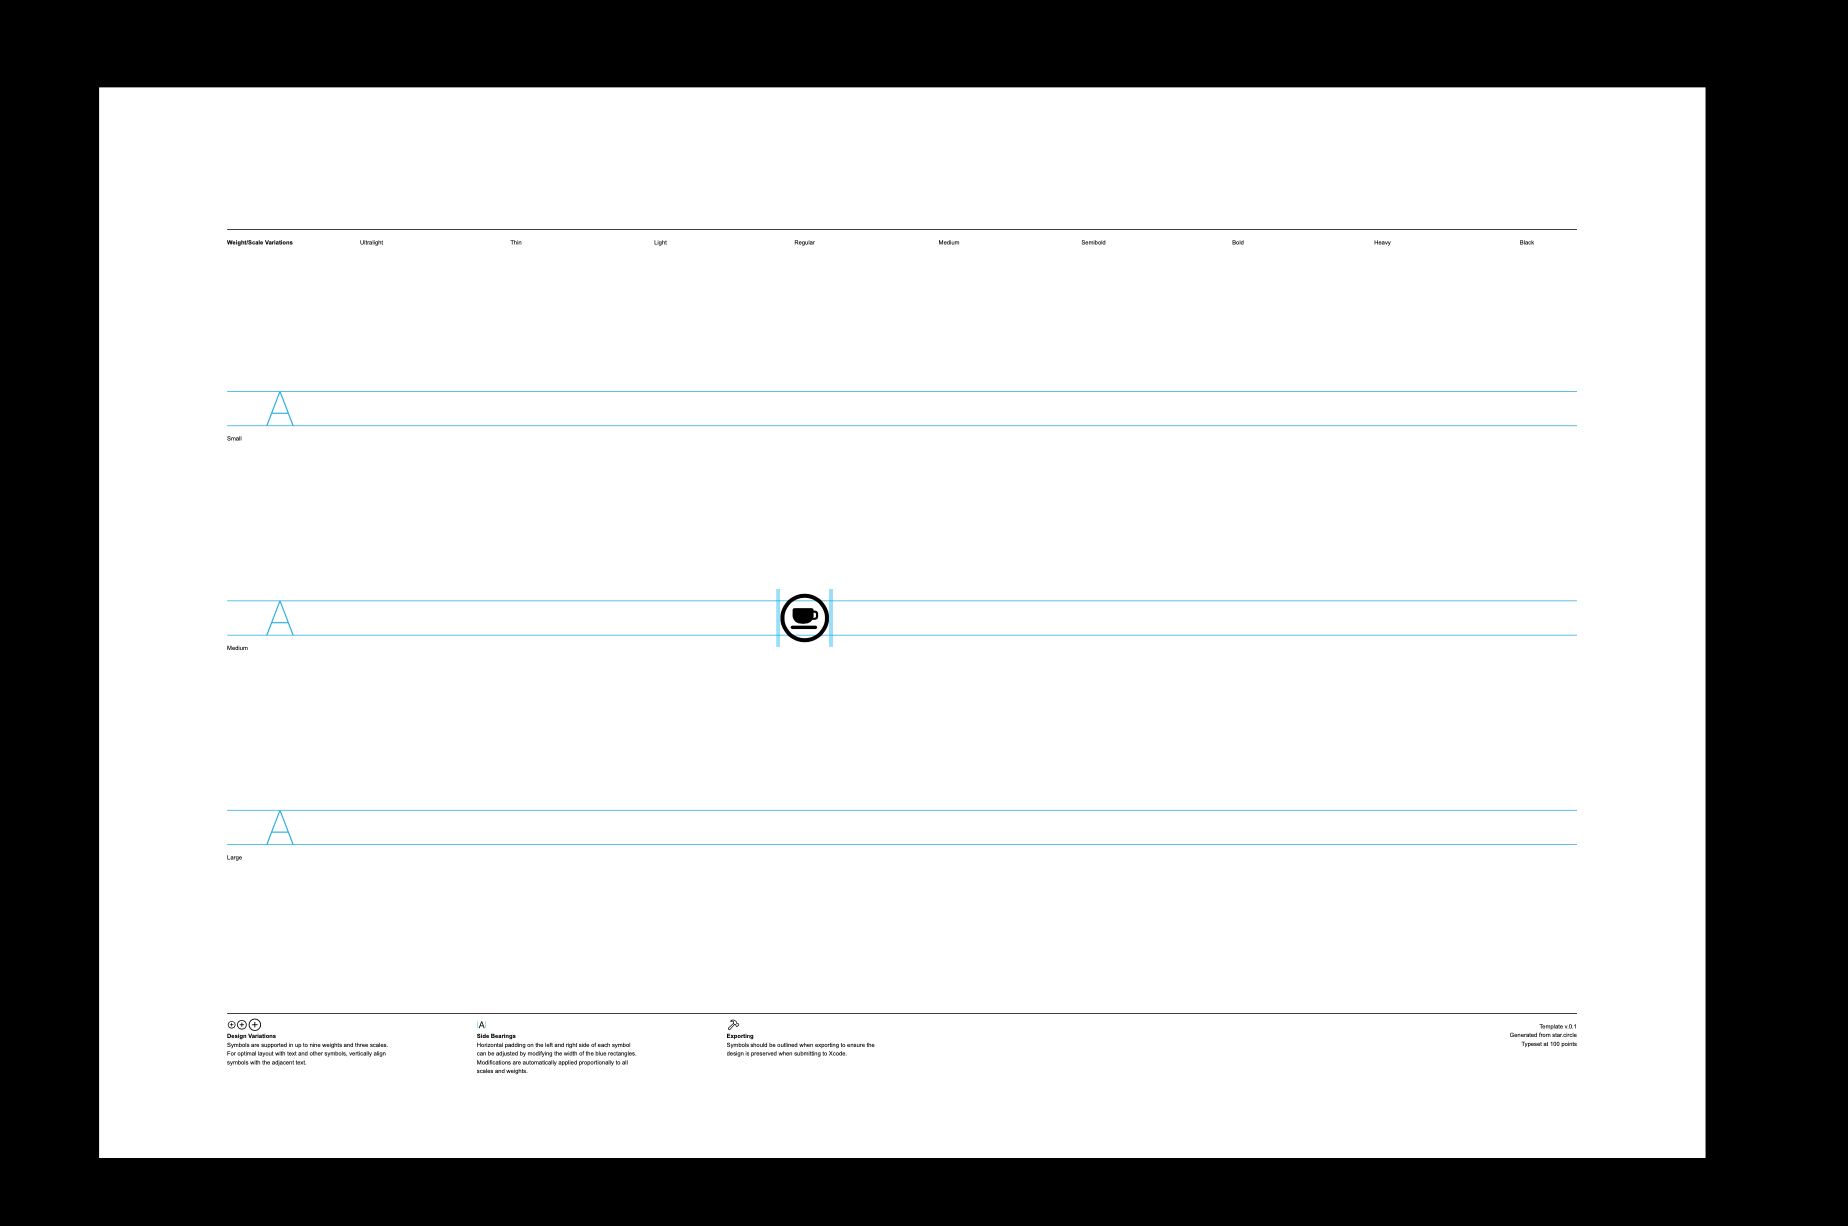 Weight/Scale Variations Ultralight Thin Light Regular Medium Semibold Bold Heavy Black
A
Small
A
Medium
A
Large
Design Variations
Symbols are supported in up to nine weights and three scales.
For optimal layout with text and other symbols, vertically align
symbols with the adjacent text.
A
Side Bearings
Horizontal padding on the left and right side of each symbol
can be adjusted by modifying the width of the blue rectangles.
Modifications are automatically applied proportionally to all
scales and weights.
Exporting
Symbols should be outlined when exporting to ensure the
design is preserved when submitting to Xcode.
Template v.0.1
Generated from star.circle
Typeset at 100 points